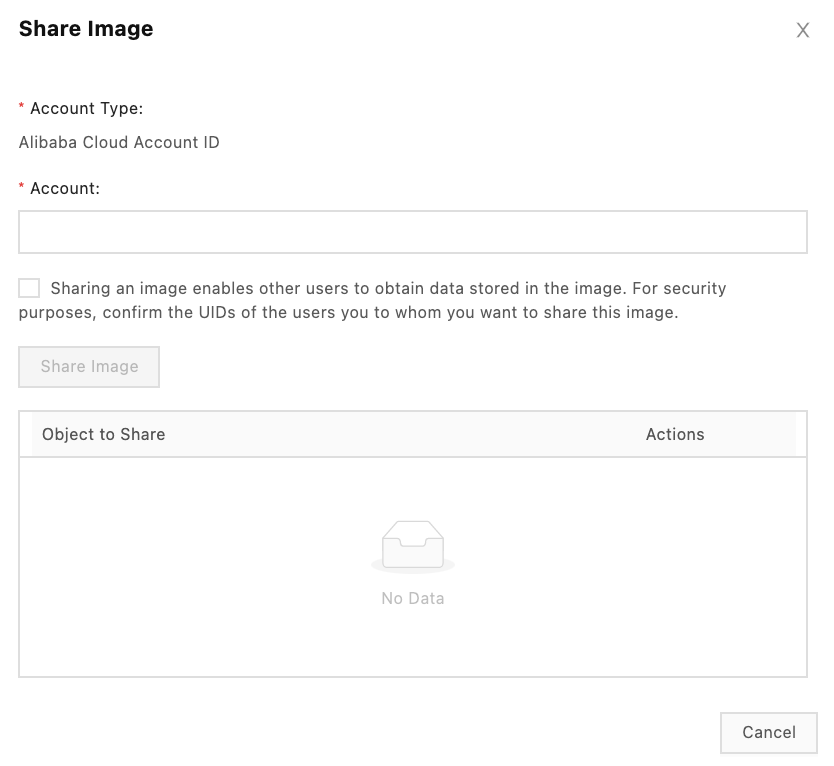 Share Image
X
* Account Type:
Alibaba Cloud Account ID
* Account:
Sharing an image enables other users to obtain data stored in the image. For security
purposes, confirm the UIDs of the users you to whom you want to share this image.
Share Image
Object to Share Actions
No Data
Cancel